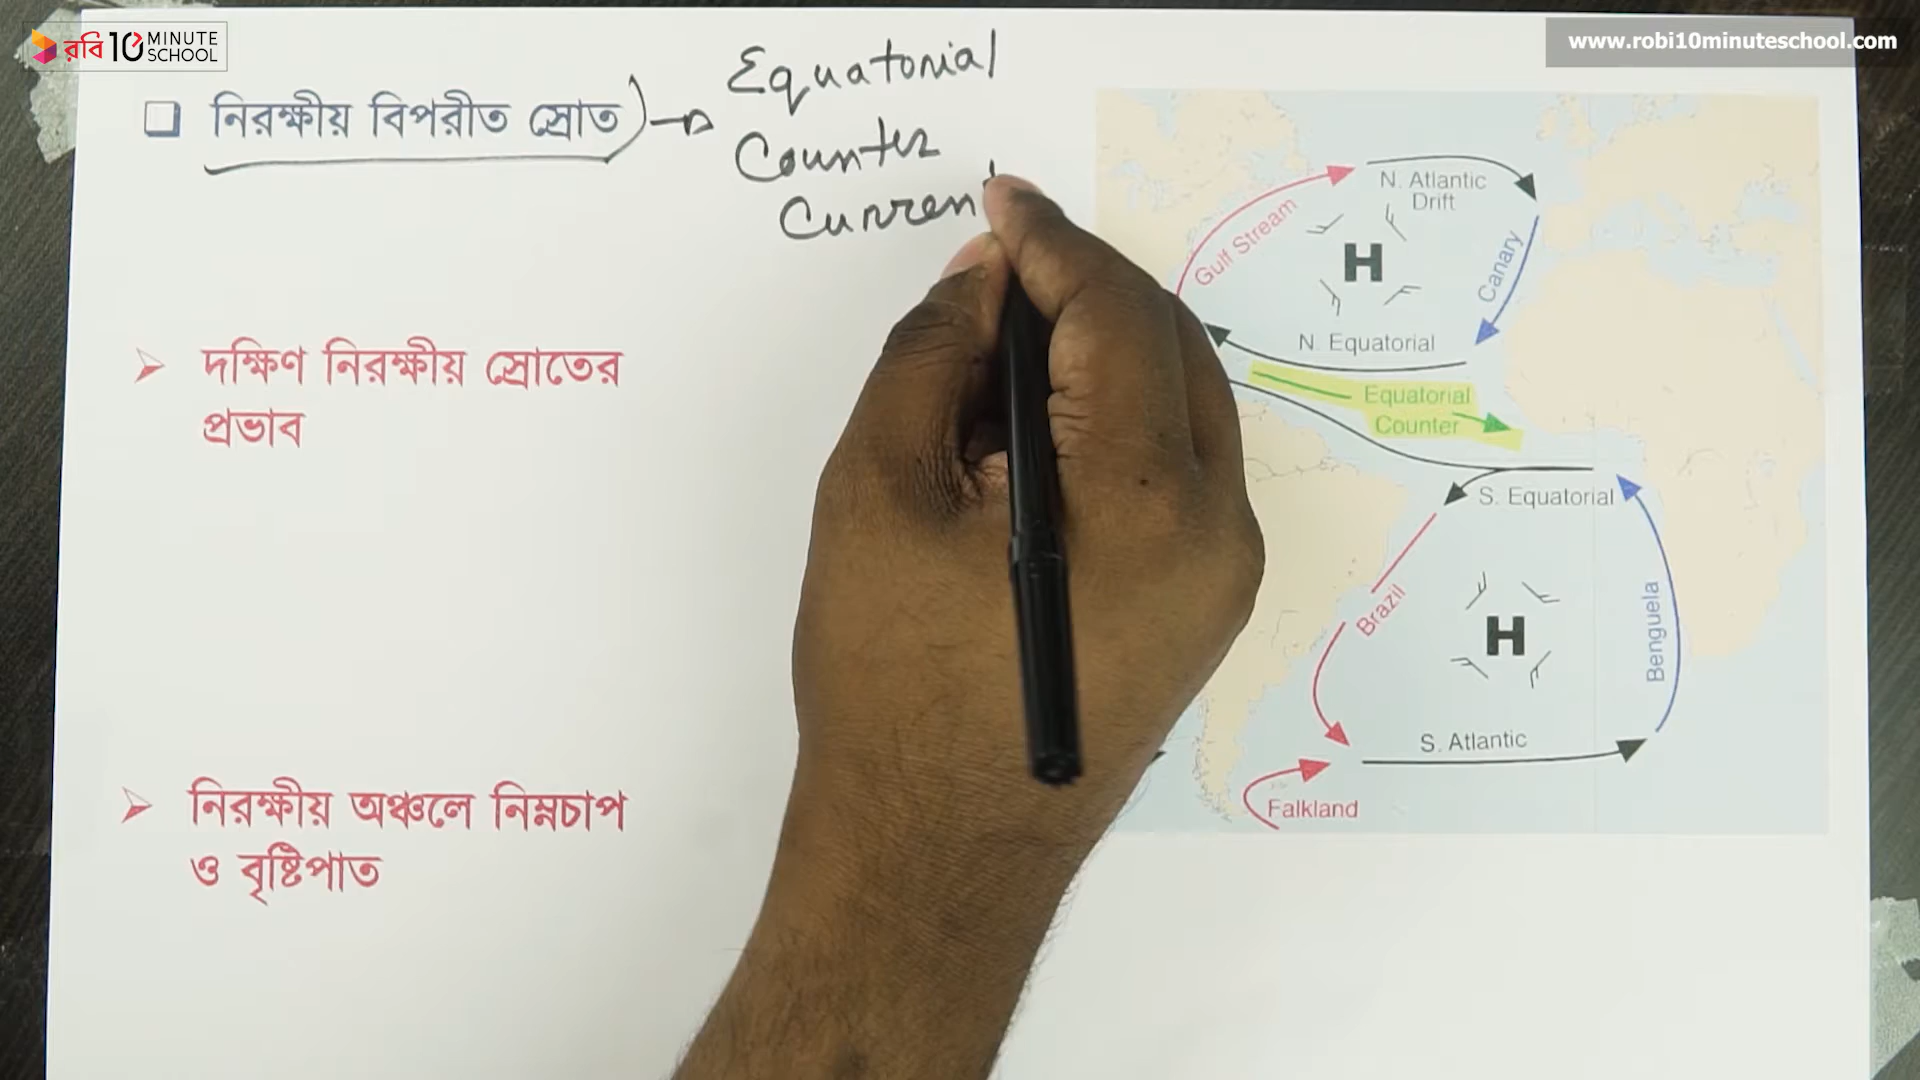 রবি 10 MINUTE SCHOOL
www.robi10minuteschool.com
নিরক্ষীয় বিপরীত স্রোত
Equatorial
Counter
Current
দক্ষিণ নিরক্ষীয় স্রোতের
প্রভাব
নিরক্ষীয় অঞ্চলে নিম্নচাপ
ও বৃষ্টিপাত
N. Atlantic
Drift
Gulf Stream
H
Canary
N. Equatorial
Equatorial
Counter
S. Equatorial
Brazil
H
Benguela
S. Atlantic
Falkland